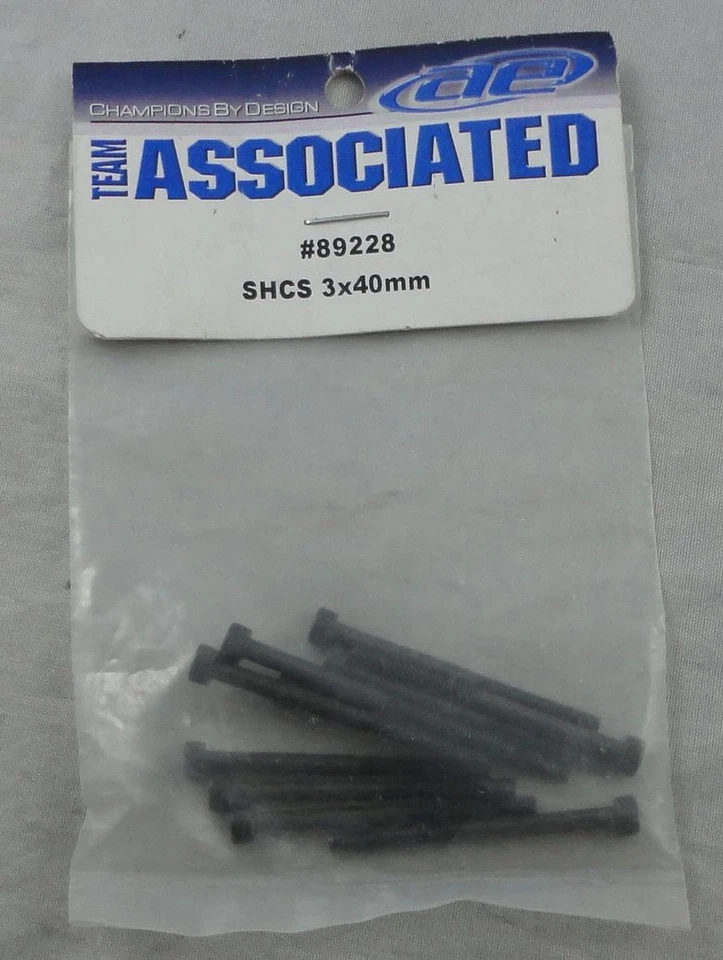 CHAMPIONS BY DESIGN
ae
TEAM ASSOCIATED
#89228
SHCS 3x40mm